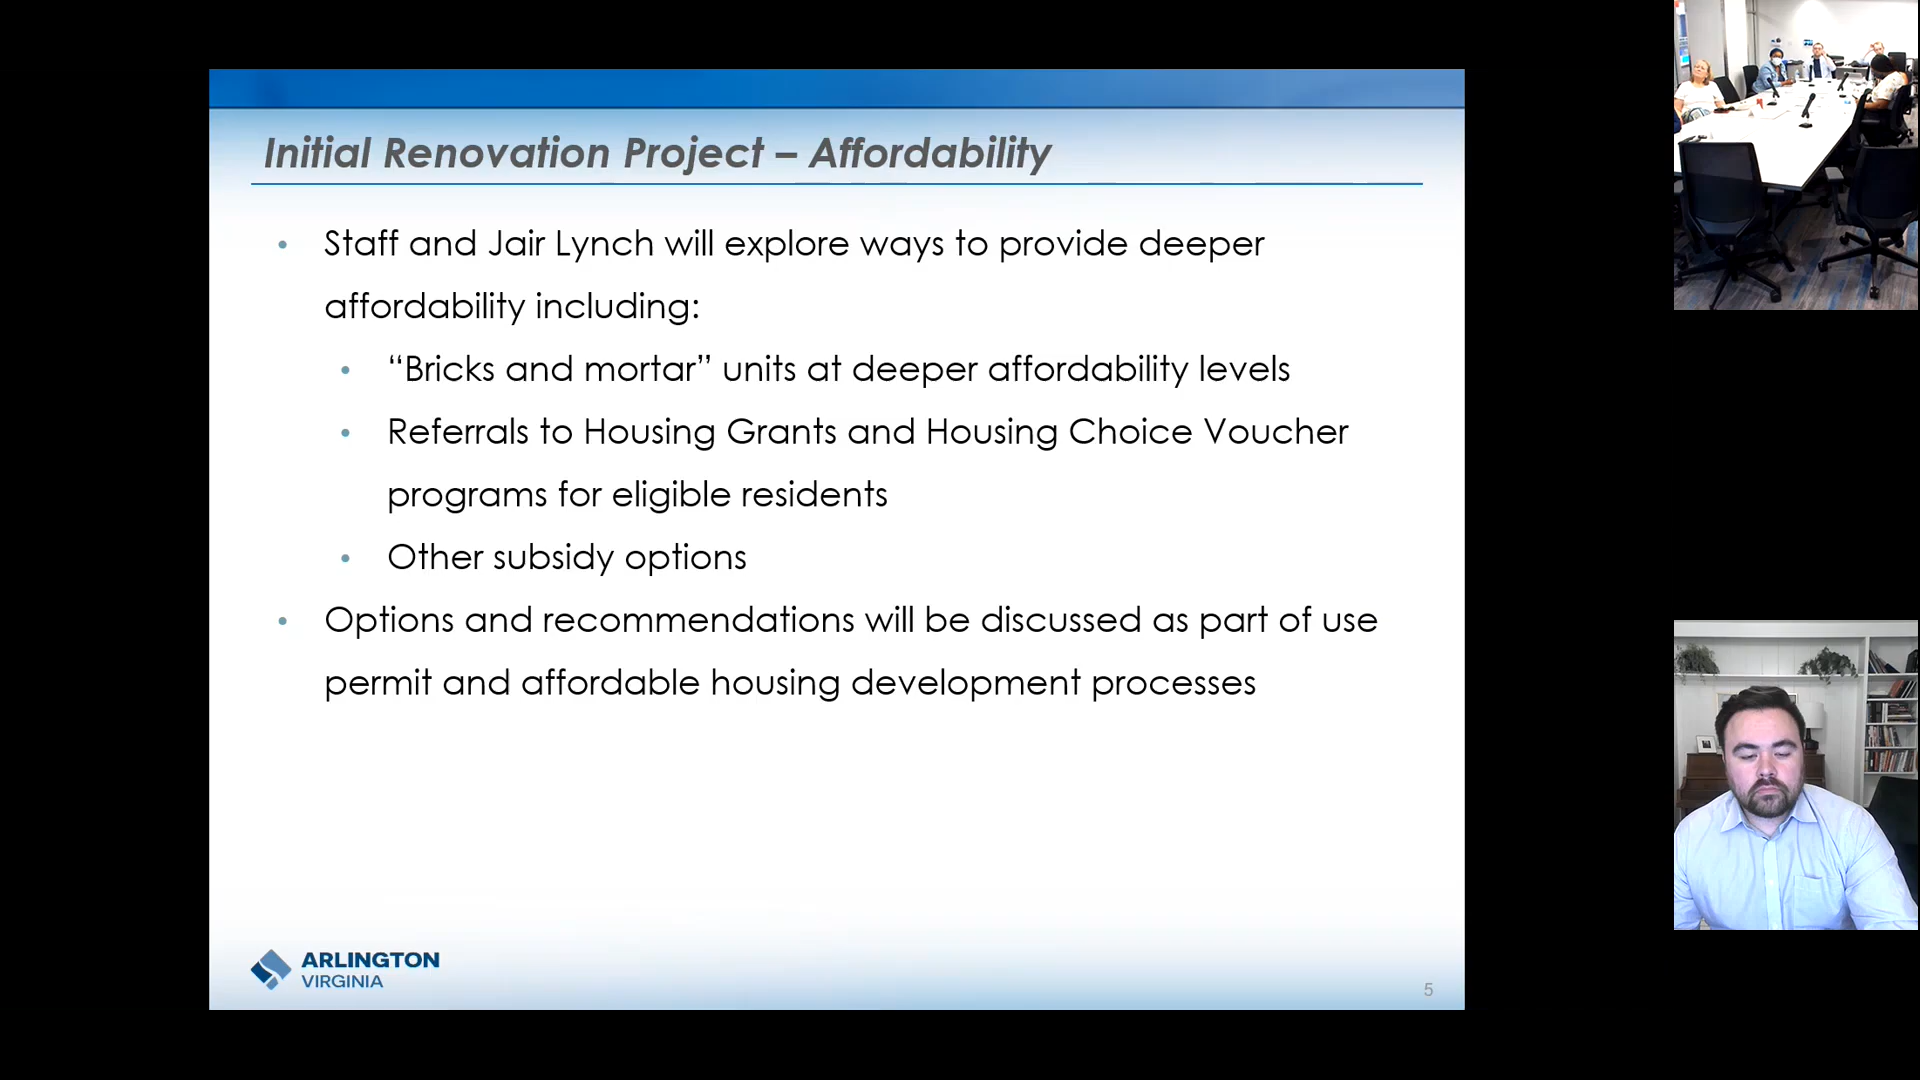 Initial Renovation Project – Affordability
• Staff and Jair Lynch will explore ways to provide deeper
affordability including:
• “Bricks and mortar” units at deeper affordability levels
• Referrals to Housing Grants and Housing Choice Voucher
programs for eligible residents
• Other subsidy options
• Options and recommendations will be discussed as part of use
permit and affordable housing development processes
ARLINGTON
VIRGINIA
5